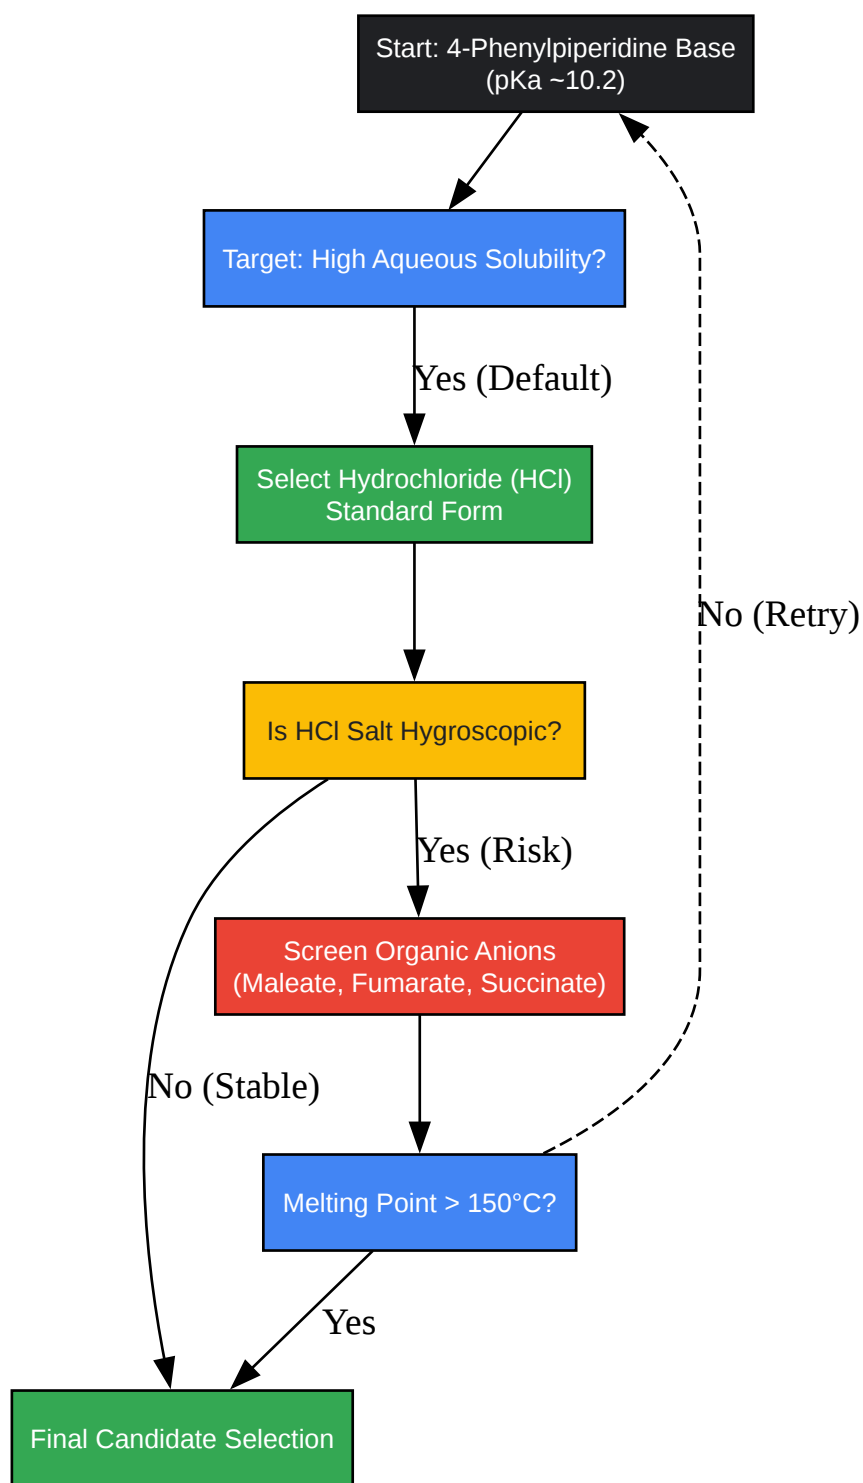 Start: 4-Phenylpiperidine Base
(pKa ~10.2)
Target: High Aqueous Solubility?
Yes (Default)
Select Hydrochloride (HCl)
Standard Form
No (Retry)
Is HCl Salt Hygroscopic?
Yes (Risk)
Screen Organic Anions
(Maleate, Fumarate, Succinate)
No (Stable)
Melting Point > 150°C?
Yes
Final Candidate Selection